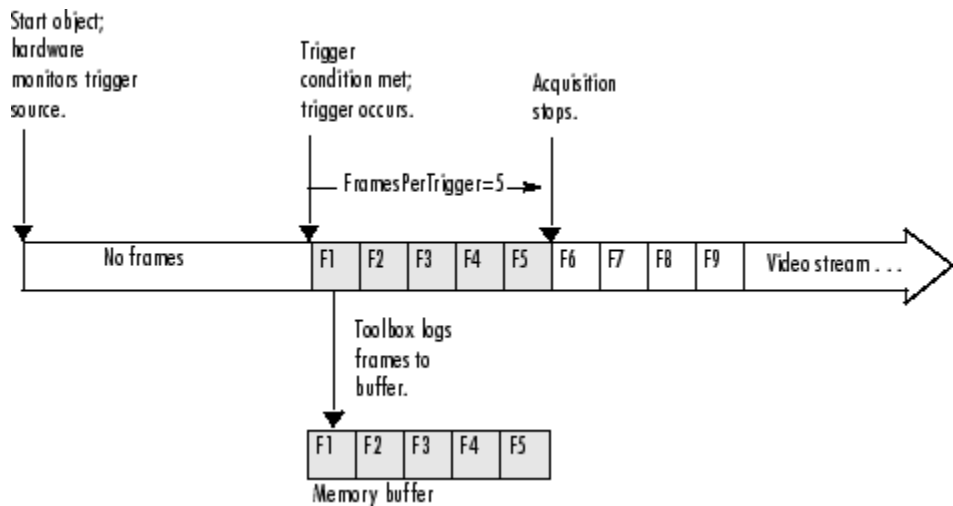 Start object;
hardware
monitors trigger
source.
Trigger
condition met;
trigger occurs.
Acquisition
stops.
FramesPerTrigger=5
No frames
F1 F2 F3 F4 F5 F6 F7 F8 F9 Video stream . . .
Toolbox logs
frames to
buffer.
F1 F2 F3 F4 F5
Memory buffer